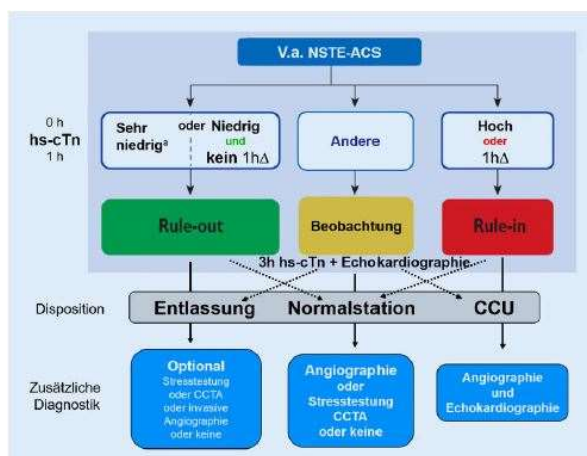 V.a. NSTE-ACS
0 h
hs-cTn
1 h
Sehr niedrigª
oder
Niedrig
und
kein 1hΔ
Andere
Hoch
oder
1hΔ
Rule-out
Beobachtung
Rule-in
3h hs-cTn + Echokardiographie
Disposition
Entlassung
Normalstation
CCU
Zusätzliche
Diagnostik
Optional
Stresstestung
oder CCTA
oder invasive
Angiographie
oder keine
Angiographie
oder
Stresstestung
CCTA
oder keine
Angiographie
und
Echokardiographie